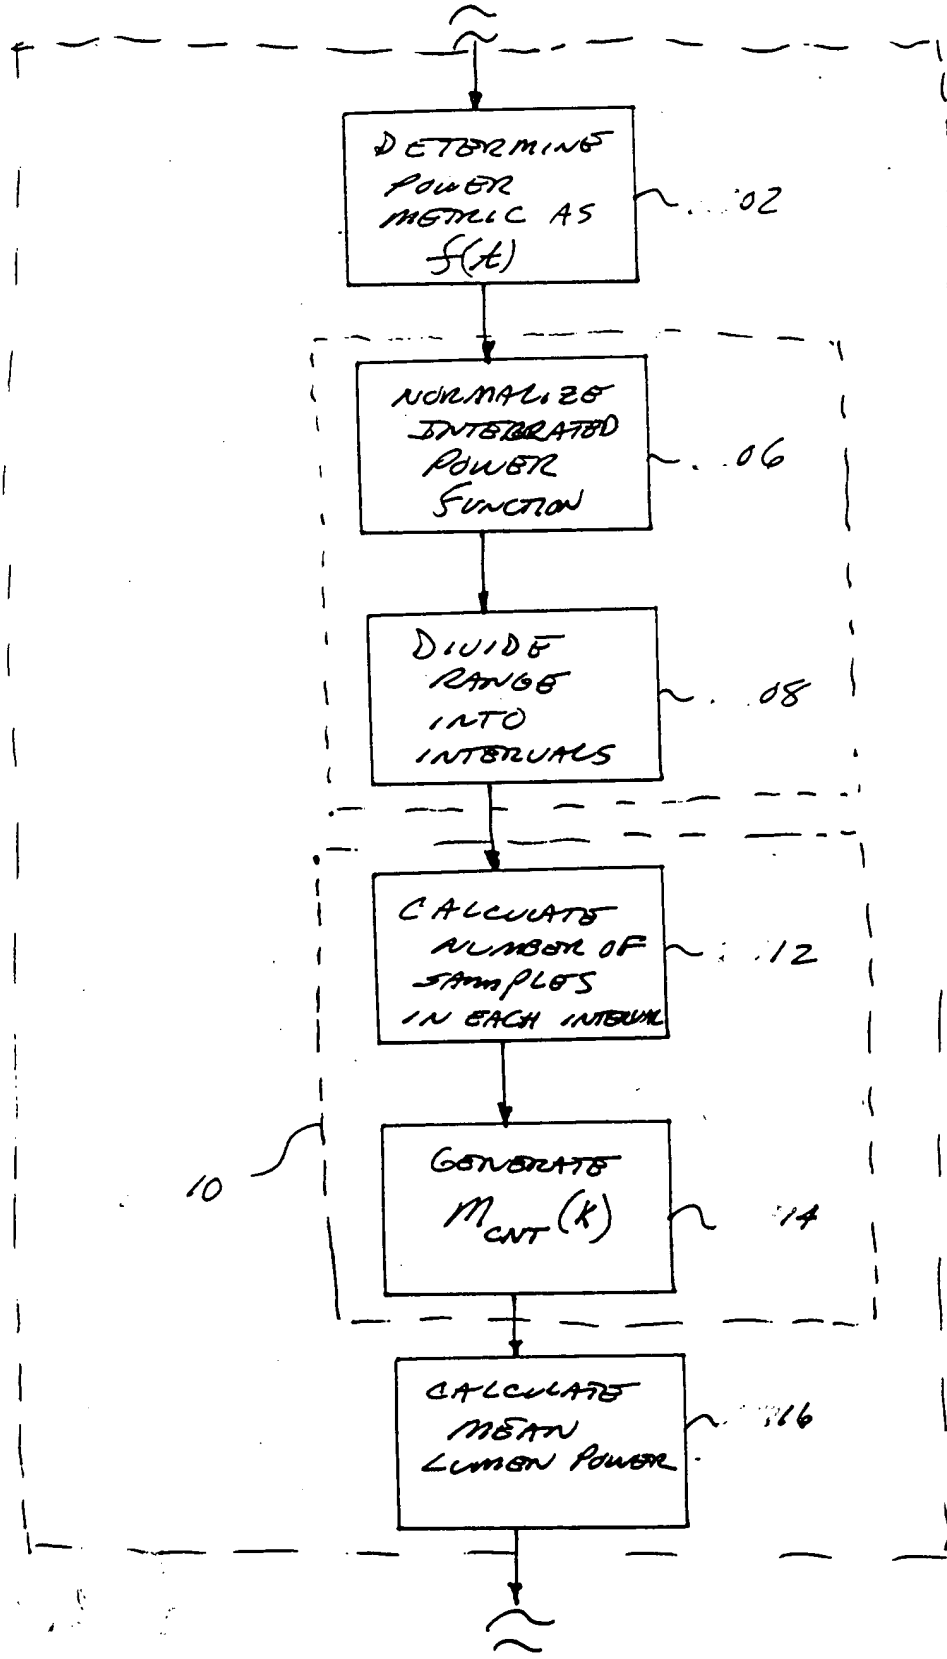 DETERMINE
POWER
METRIC AS
f(t)
02
NORMALIZE
INTEGRATED
POWER
FUNCTION
06
DIVIDE
RANGE
INTO
INTERVALS
08
CALCULATE
NUMBER OF
SAMPLES
IN EACH INTERVAL
12
10
GENERATE
M_CNT (K)
14
CALCULATE
MEAN
LUMEN POWER
16